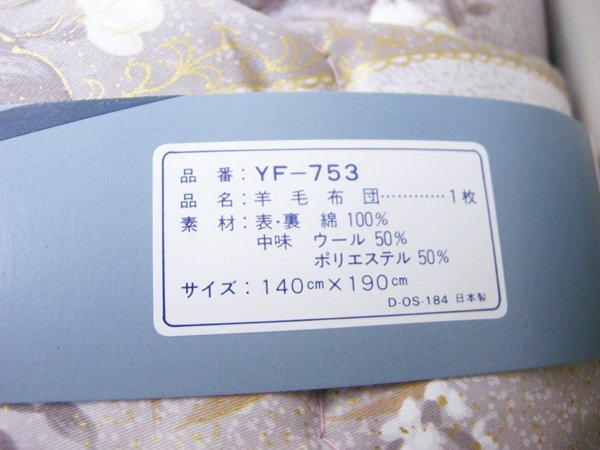 品 番：YF-753
品 名：羊 毛 布 団…………1枚
素 材：表・裏 綿 100%
中味 ウール 50%
ポリエステル 50%
サイズ：140cm×190cm
D-OS-184 日本製